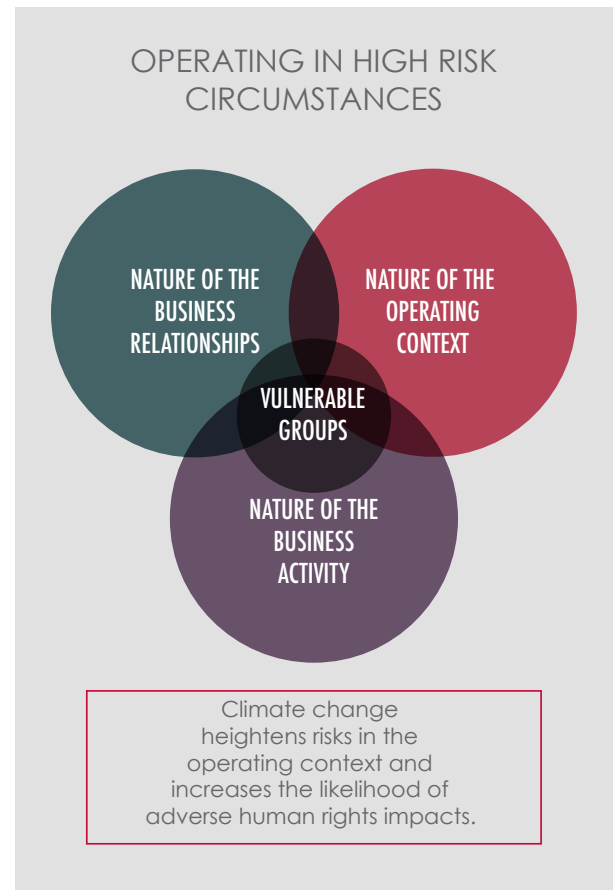 OPERATING IN HIGH RISK
CIRCUMSTANCES
NATURE OF THE
BUSINESS
RELATIONSHIPS
NATURE OF THE
OPERATING
CONTEXT
VULNERABLE
GROUPS
NATURE OF THE
BUSINESS
ACTIVITY
Climate change
heightens risks in the
operating context and
increases the likelihood of
adverse human rights impacts.